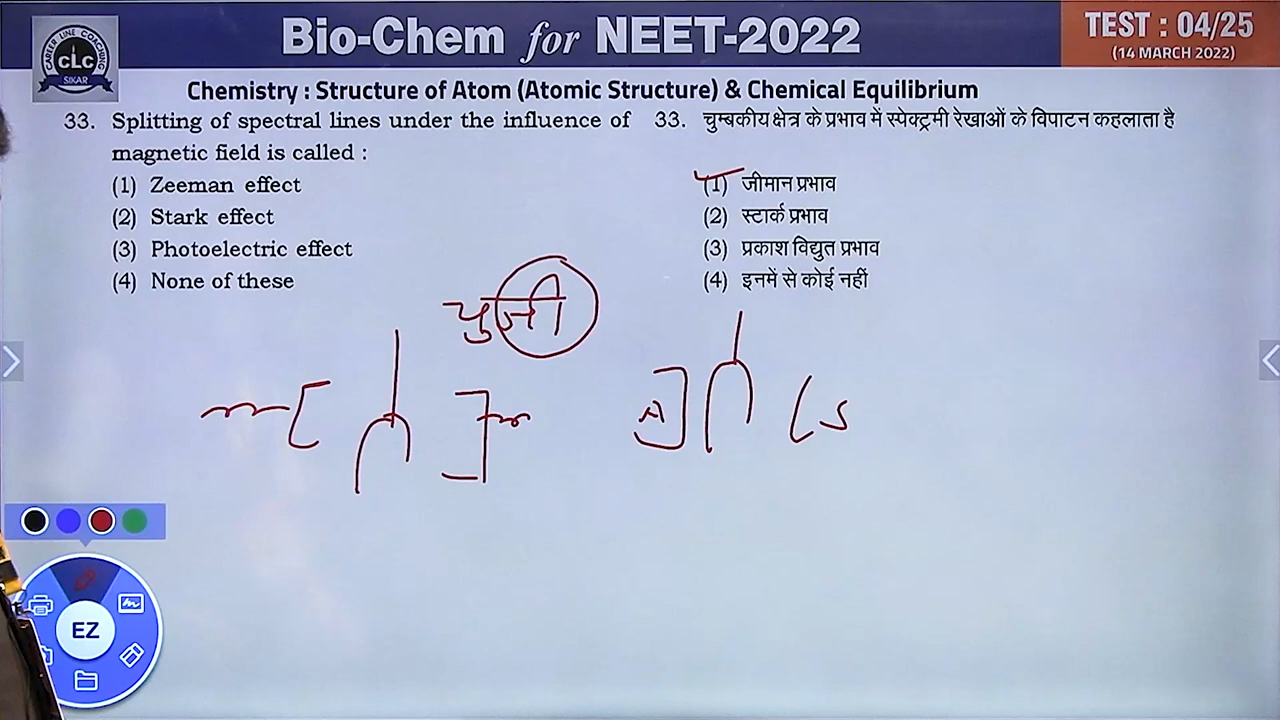 CAREER LINE COACHING
CLC
SIKAR
Bio-Chem for NEET-2022
TEST : 04/25
(14 MARCH 2022)
Chemistry : Structure of Atom (Atomic Structure) & Chemical Equilibrium
33. Splitting of spectral lines under the influence of
magnetic field is called :
(1) Zeeman effect
(2) Stark effect
(3) Photoelectric effect
(4) None of these
33. चुम्बकीय क्षेत्र के प्रभाव में स्पेक्ट्रमी रेखाओं के विपाटन कहलाता है
(1) जीमान प्रभाव
(2) स्टार्क प्रभाव
(3) प्रकाश विद्युत प्रभाव
(4) इनमें से कोई नहीं
N
S
EZ